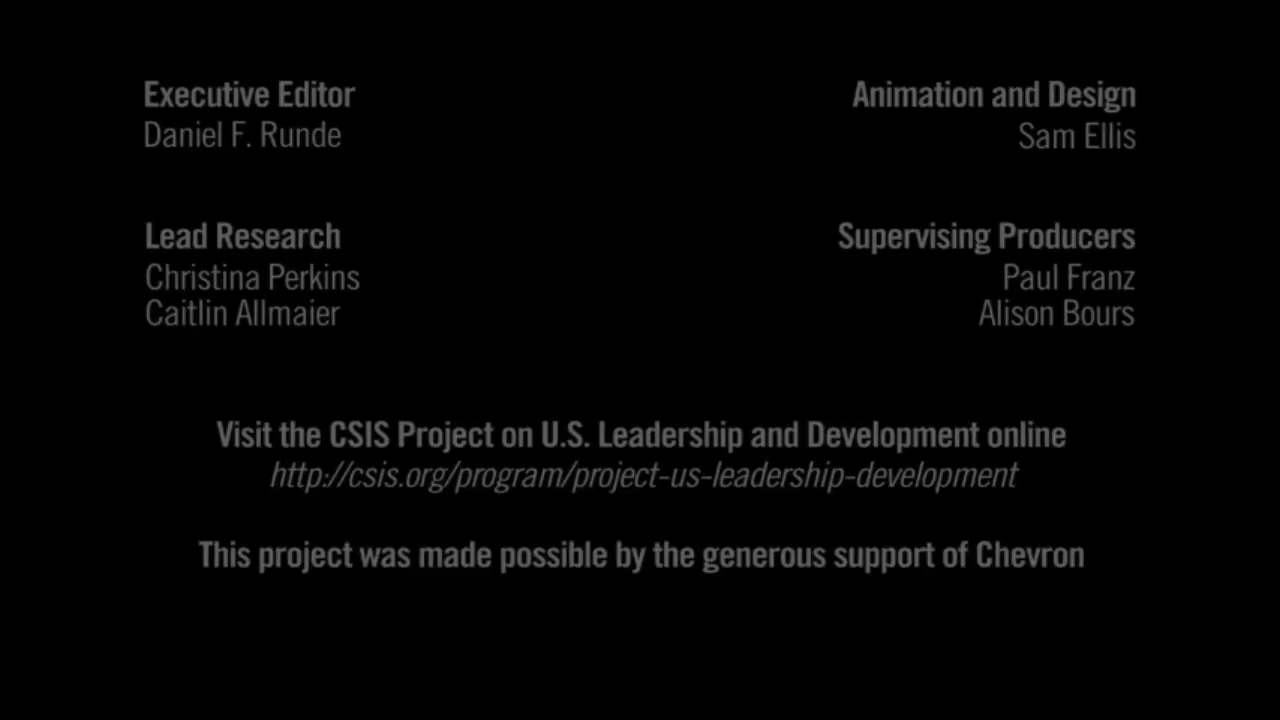 Executive Editor
Daniel F. Runde
Animation and Design
Sam Ellis
Lead Research
Christina Perkins
Caitlin Allmaier
Supervising Producers
Paul Franz
Alison Bours
Visit the CSIS Project on U.S. Leadership and Development online
http://csis.org/program/project-us-leadership-development
This project was made possible by the generous support of Chevron